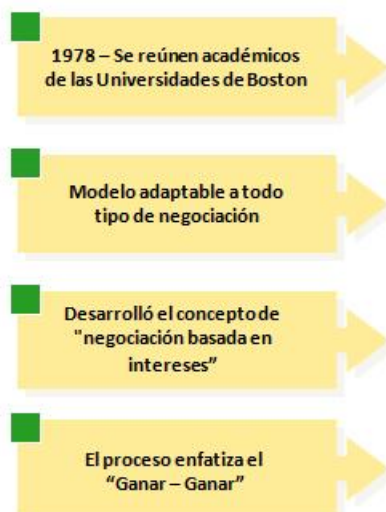 1978 – Se reúnen académicos
de las Universidades de Boston
Modelo adaptable a todo
tipo de negociación
Desarrolló el concepto de
"negociación basada en
intereses”
El proceso enfatiza el
“Ganar – Ganar”